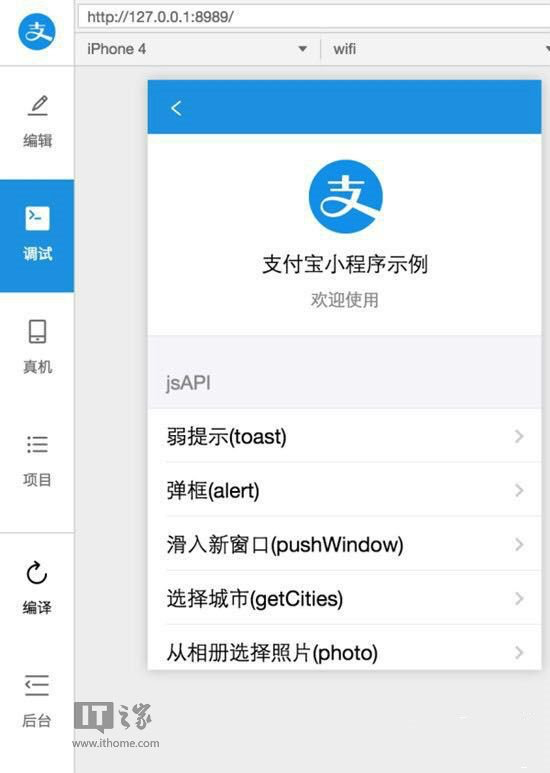 http://127.0.0.1:8989/
iPhone 4
wifi
支
编辑
调试
真机
项目
编译
后台
支
支付宝小程序示例
欢迎使用
jsAPI
弱提示(toast)
弹框(alert)
滑入新窗口(pushWindow)
选择城市(getCities)
从相册选择照片(photo)
IT之家
www.ithome.com